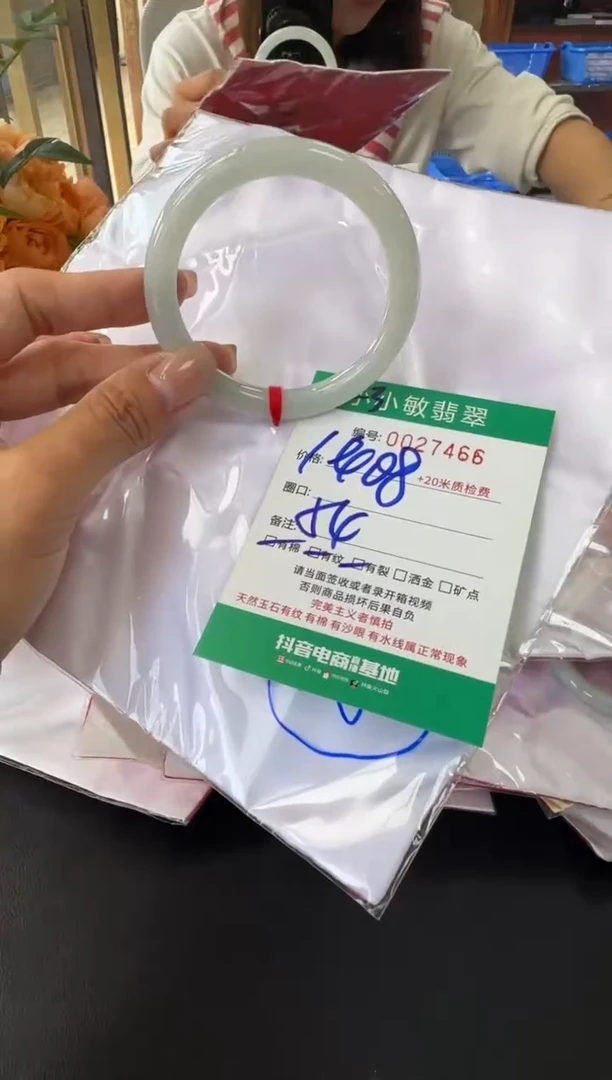 小敏翡翠
编号: 0027466
价格:
+20米质检费
圈口:
备注: 54
☐有棉 ☐有纹 ☐有裂 ☐洒金 ☐矿点
请当面签收或者录开箱视频
否则商品损坏后果自负
完美主义者慎拍
天然玉石有纹 有棉 有沙眼 有水线属正常现象
抖音电商 基地